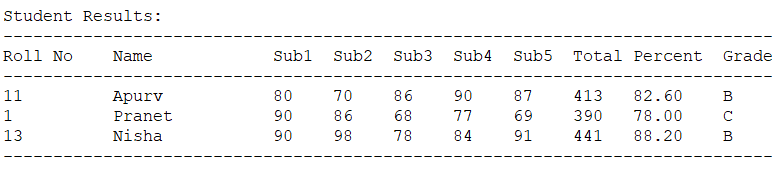 Student Results:
-----------------------------------------------------------------------------
Roll No    Name            Sub1  Sub2  Sub3  Sub4  Sub5  Total Percent  Grade
-----------------------------------------------------------------------------
11         Apurv           80    70    86    90    87    413   82.60    B
1          Pranet          90    86    68    77    69    390   78.00    C
13         Nisha           90    98    78    84    91    441   88.20    B
-----------------------------------------------------------------------------